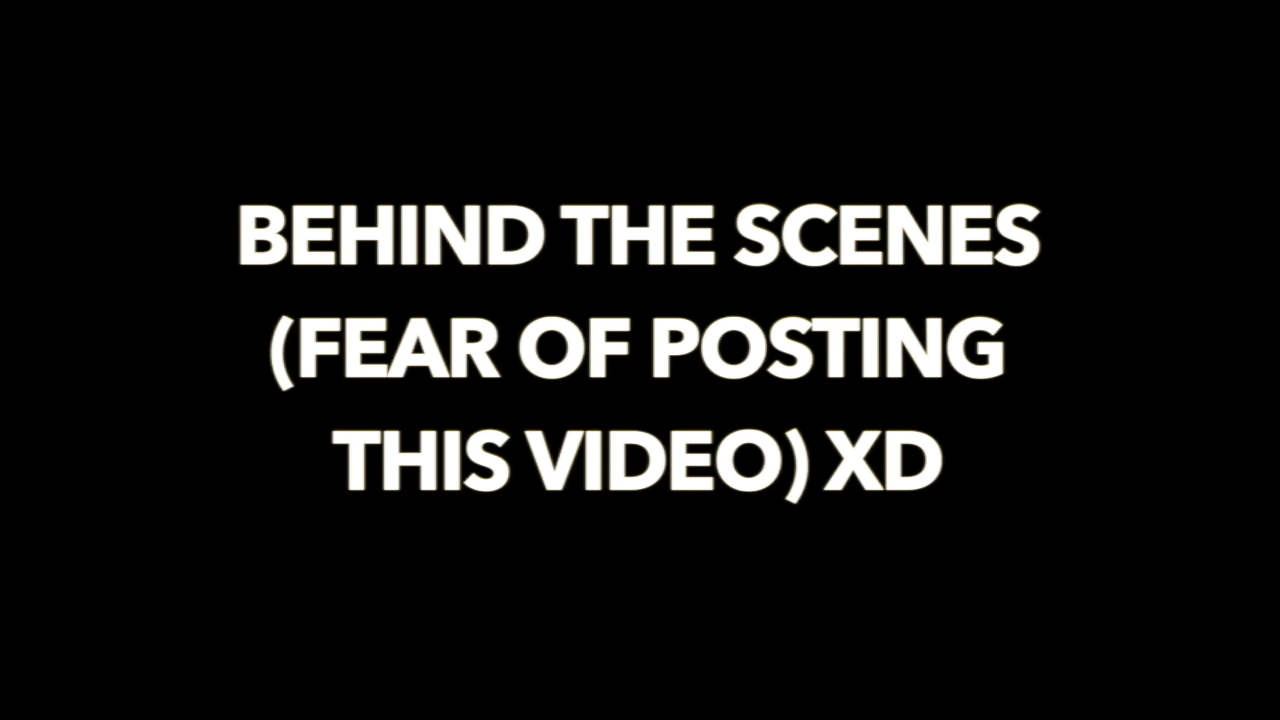 BEHIND THE SCENES
(FEAR OF POSTING
THIS VIDEO) XD